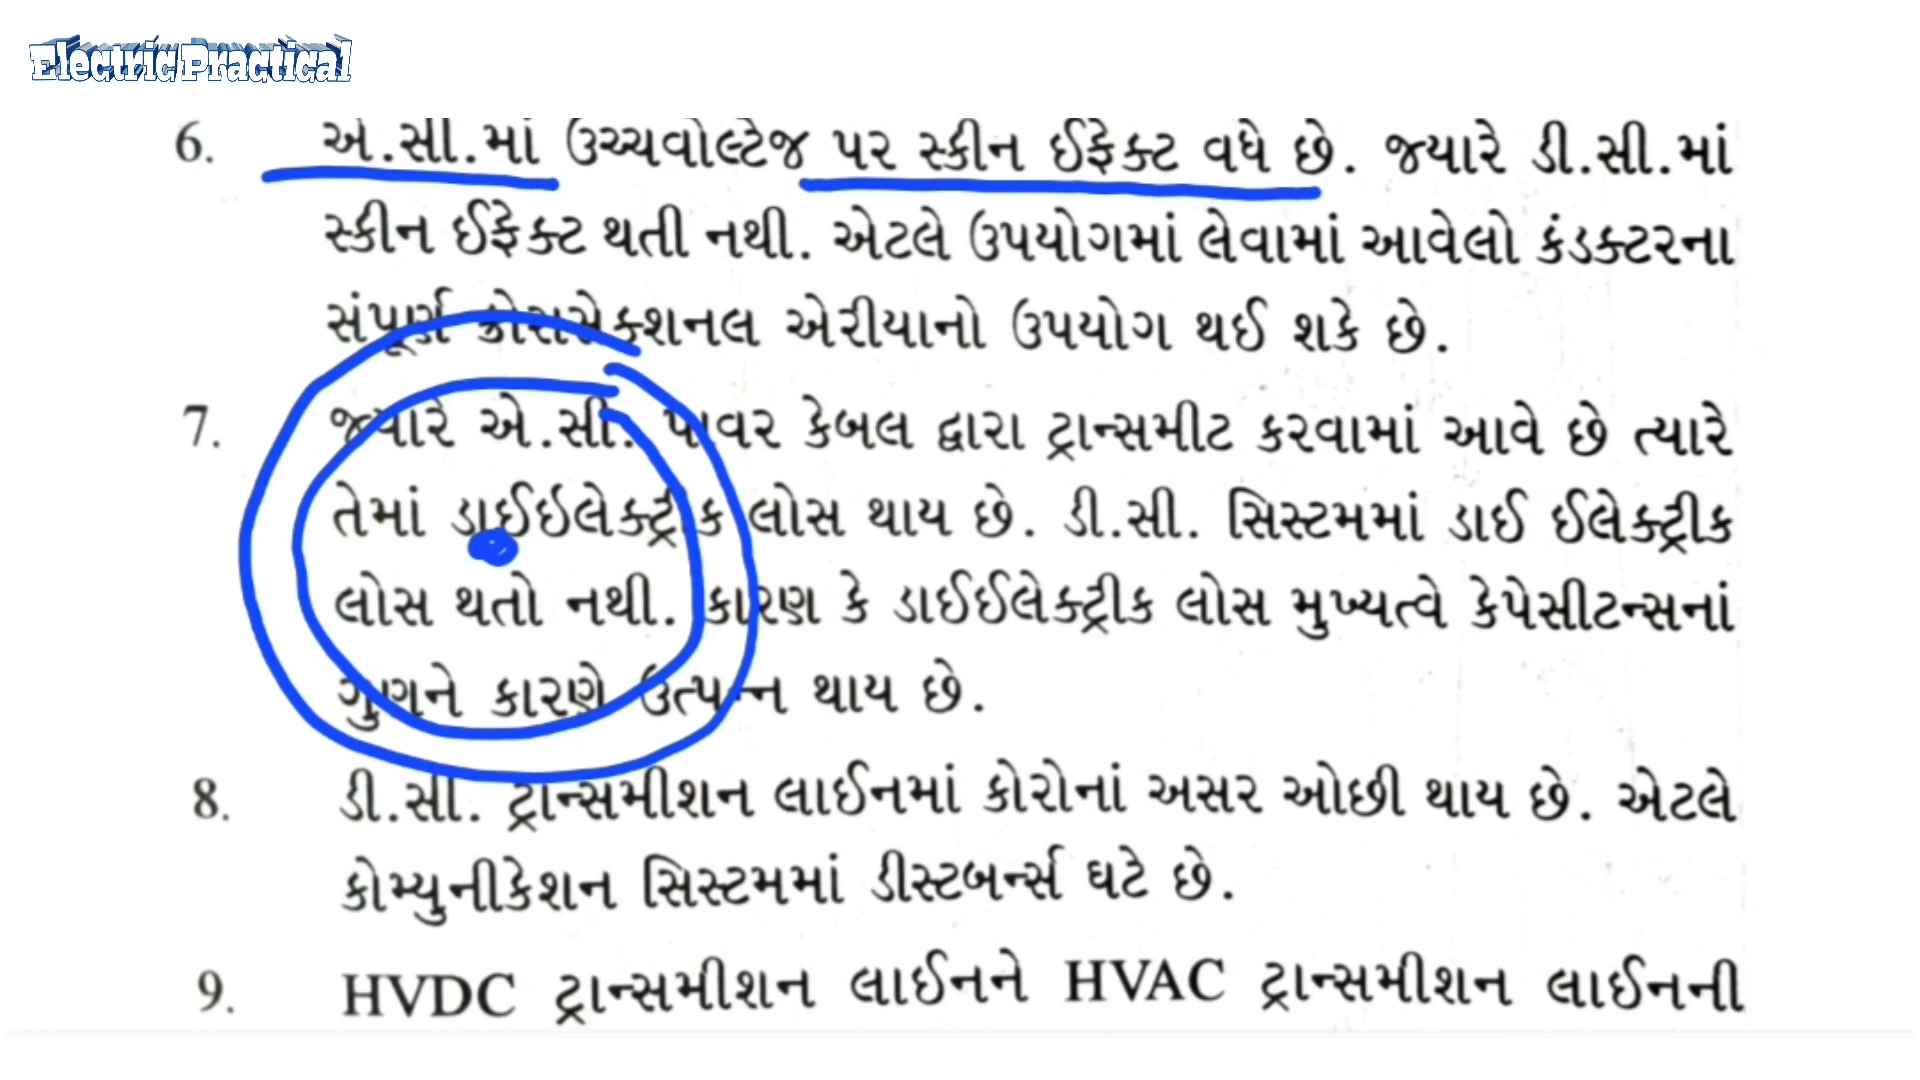 Electric Practical
6. એ.સી.માં ઉચ્ચવોલ્ટેજ પર સ્કીન ઈફેક્ટ વધે છે. જ્યારે ડી.સી.માં
સ્કીન ઈફેક્ટ થતી નથી. એટલે ઉપયોગમાં લેવામાં આવેલો કંડક્ટરના
સંપૂર્ણ ક્રોસસેક્શનલ એરીયાનો ઉપયોગ થઈ શકે છે.
7. જ્યારે એ.સી. પાવર કેબલ દ્વારા ટ્રાન્સમીટ કરવામાં આવે છે ત્યારે
તેમાં ડાઈઇલેક્ટ્રીક લોસ થાય છે. ડી.સી. સિસ્ટમમાં ડાઈ ઈલેક્ટ્રીક
લોસ થતો નથી. કારણ કે ડાઈઈલેક્ટ્રીક લોસ મુખ્યત્વે કેપેસીટન્સનાં
ગુણને કારણે ઉત્પન્ન થાય છે.
8. ડી.સી. ટ્રાન્સમીશન લાઈનમાં કોરોનાં અસર ઓછી થાય છે. એટલે
કોમ્યુનીકેશન સિસ્ટમમાં ડીસ્ટબર્ન્સ ઘટે છે.
9. HVDC ટ્રાન્સમીશન લાઈનને HVAC ટ્રાન્સમીશન લાઈનની